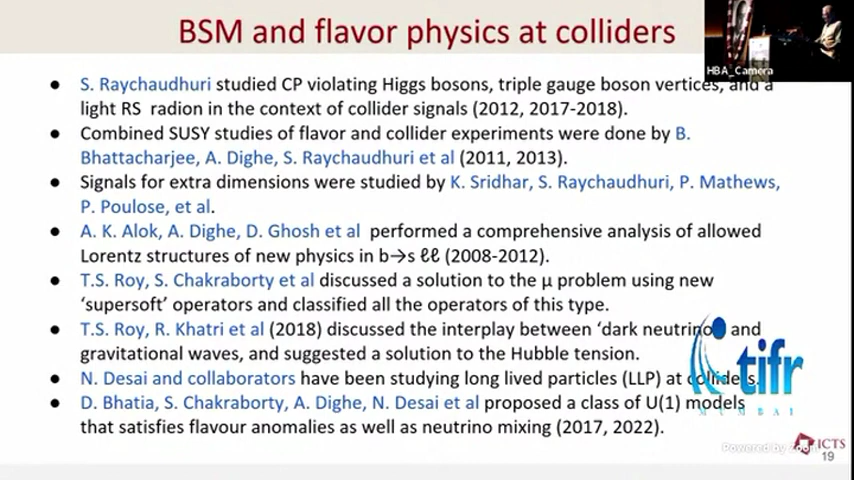 BSM and flavor physics at colliders
HBA_Camera
● S. Raychaudhuri studied CP violating Higgs bosons, triple gauge boson vertices, and a
light RS radion in the context of collider signals (2012, 2017-2018).
● Combined SUSY studies of flavor and collider experiments were done by B.
Bhattacharjee, A. Dighe, S. Raychaudhuri et al (2011, 2013).
● Signals for extra dimensions were studied by K. Sridhar, S. Raychaudhuri, P. Mathews,
P. Poulose, et al.
● A. K. Alok, A. Dighe, D. Ghosh et al performed a comprehensive analysis of allowed
Lorentz structures of new physics in b→s ℓℓ (2008-2012).
● T.S. Roy, S. Chakraborty et al discussed a solution to the μ problem using new
‘supersoft’ operators and classified all the operators of this type.
● T.S. Roy, R. Khatri et al (2018) discussed the interplay between ‘dark neutrino’ and
gravitational waves, and suggested a solution to the Hubble tension.
● N. Desai and collaborators have been studying long lived particles (LLP) at colliders.
● D. Bhatia, S. Chakraborty, A. Dighe, N. Desai et al proposed a class of U(1) models
that satisfies flavour anomalies as well as neutrino mixing (2017, 2022).
tifr
MUMBAI
Powered by Zoom
ICTS
19